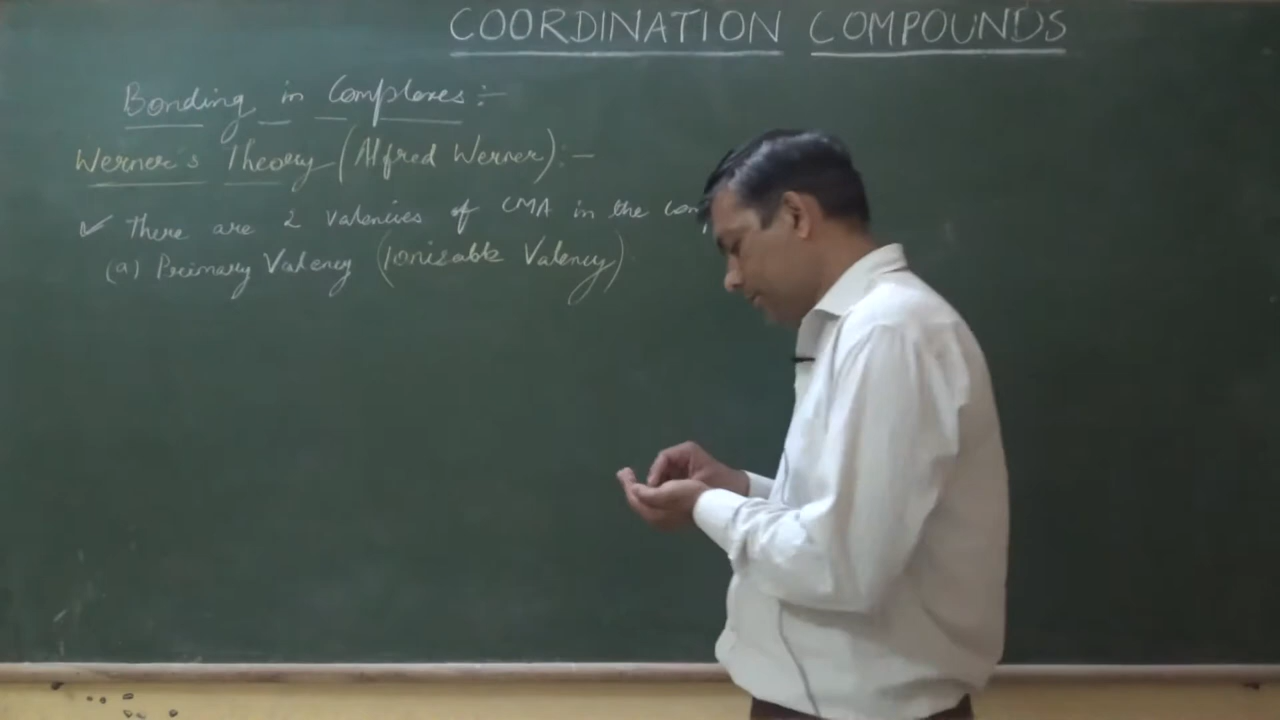 COORDINATION COMPOUNDS
Bonding in Complexes:-
Werner's Theory (Alfred Werner):-
✓ There are 2 valencies of CMA in the
(a) Primary Valency (Ionizable Valency)